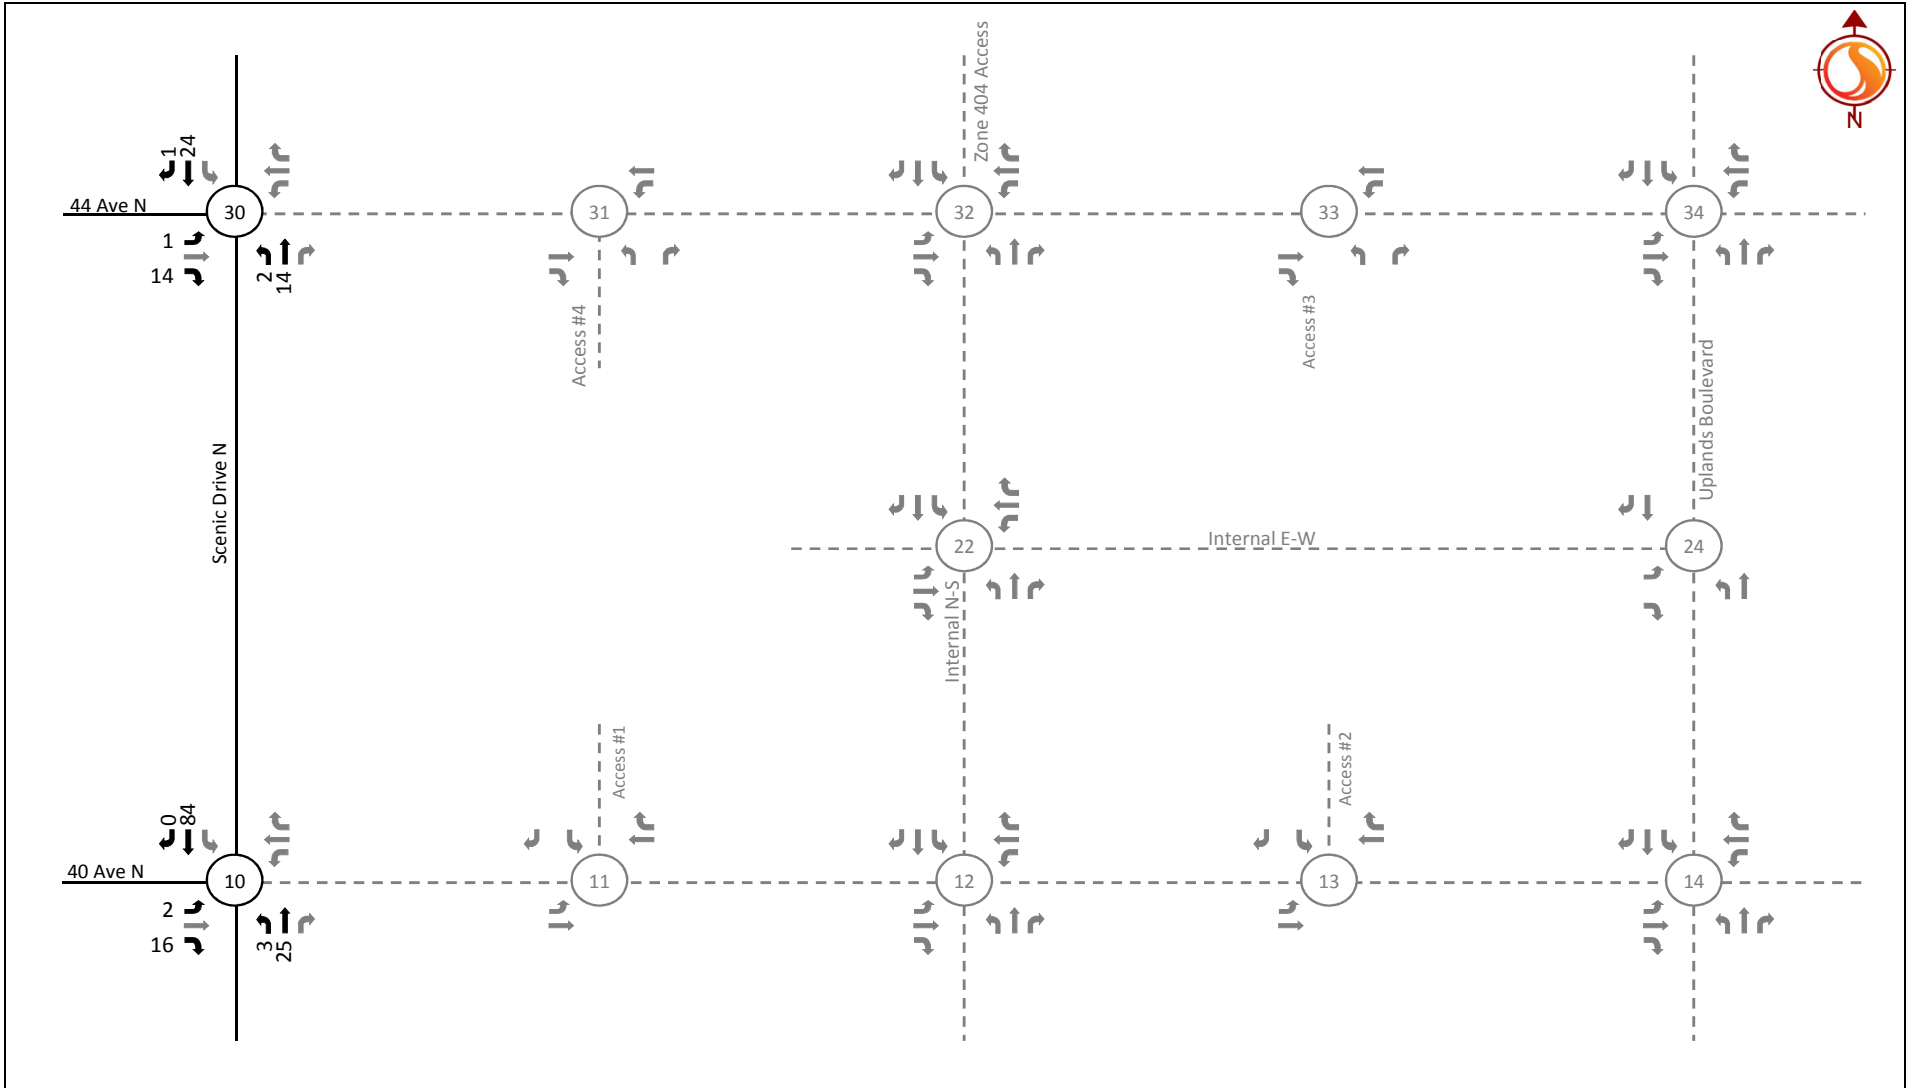 N
Zone 404 Access
1
24
44 Ave N
30
31
32
33
34
1
14
2
14
Access #4
Access #3
Uplands Boulevard
Scenic Drive N
22
Internal E-W
24
Internal N-S
Access #1
Access #2
0
84
40 Ave N
10
11
12
13
14
2
16
3
25